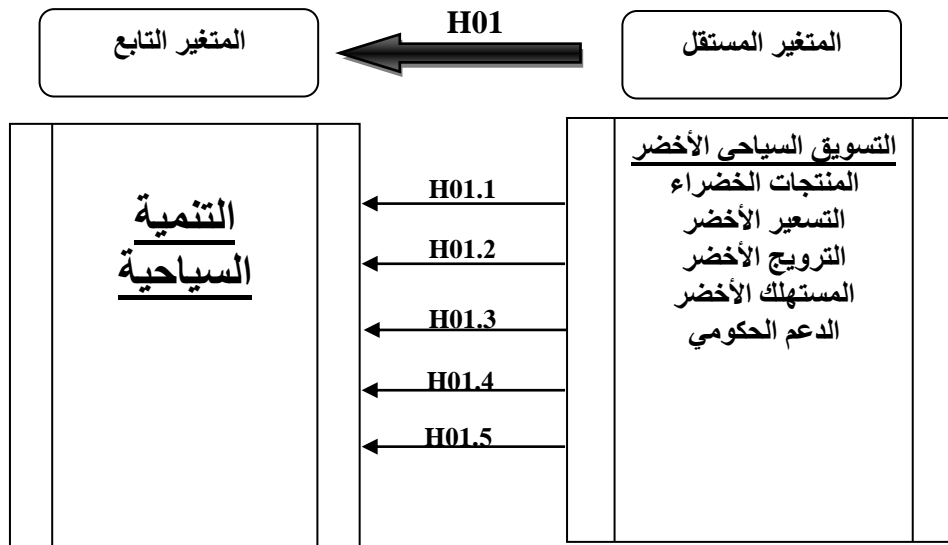 المتغير المستقل
H01
المتغير التابع
التسويق السياحي الأخضر
المنتجات الخضراء
التسعير الأخضر
الترويج الأخضر
المستهلك الأخضر
الدعم الحكومي
H01.1
H01.2
H01.3
H01.4
H01.5
التنمية
السياحية